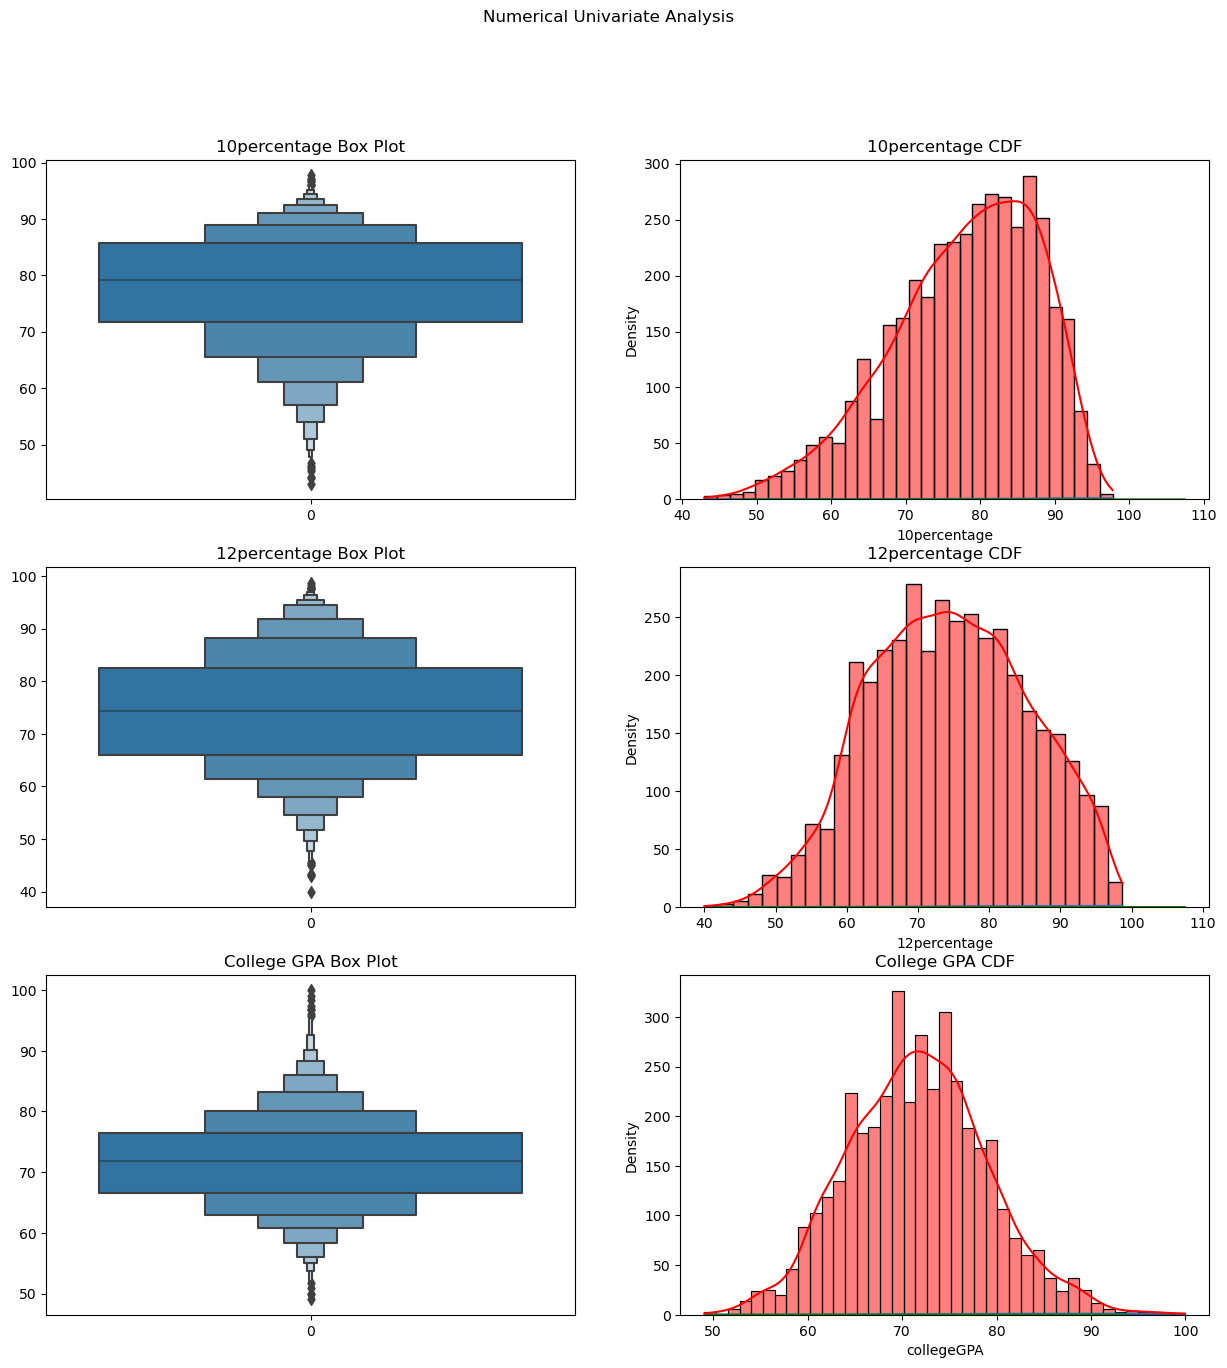 Numerical Univariate Analysis
10percentage Box Plot
100
90
80
70
60
50
0
10percentage CDF
Density
300
250
200
150
100
50
0
40 50 60 70 80 90 100 110
10percentage
12percentage Box Plot
100
90
80
70
60
50
40
0
12percentage CDF
Density
250
200
150
100
50
0
40 50 60 70 80 90 100 110
12percentage
College GPA Box Plot
100
90
80
70
60
50
0
College GPA CDF
Density
300
250
200
150
100
50
0
50 60 70 80 90 100
collegeGPA